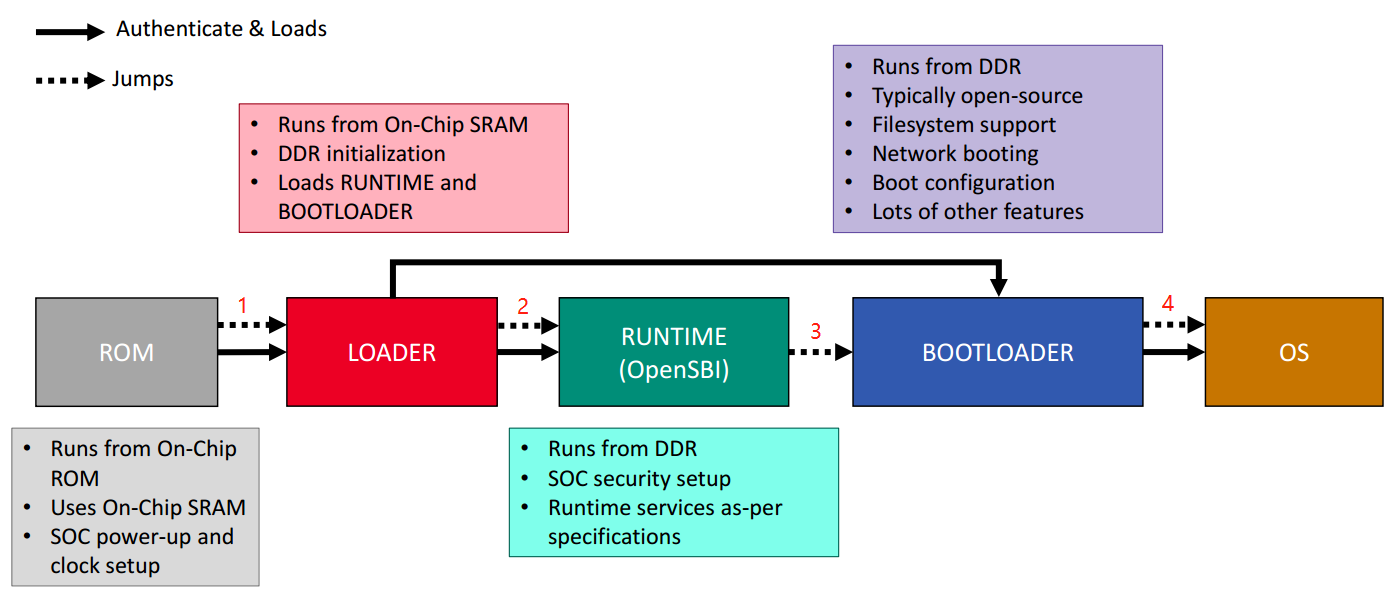 Authenticate & Loads
Jumps
• Runs from On-Chip SRAM
• DDR initialization
• Loads RUNTIME and
BOOTLOADER
• Runs from DDR
• Typically open-source
• Filesystem support
• Network booting
• Boot configuration
• Lots of other features
1
2
3
4
ROM
LOADER
RUNTIME
(OpenSBI)
BOOTLOADER
OS
• Runs from On-Chip
ROM
• Uses On-Chip SRAM
• SOC power-up and
clock setup
• Runs from DDR
• SOC security setup
• Runtime services as-per
specifications